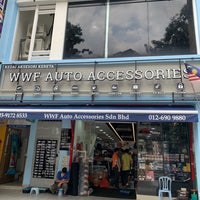 KEDAI AKSESORI KERETA
WWF AUTO ACCESSORIES
WWF Auto Accessories Sdn Bhd
012-690 9880